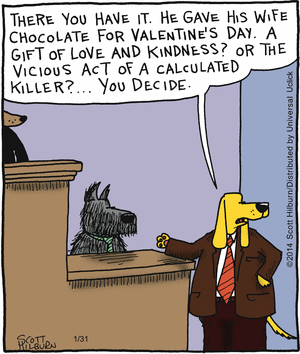 THERE YOU HAVE IT. HE GAVE HIS WIFE
CHOCOLATE FOR VALENTINE'S DAY. A
GIFT OF LOVE AND KINDNESS? OR THE
VICIOUS ACT OF A CALCULATED
KILLER?... YOU DECIDE.
©2014 Scott Hilburn/Distributed by Universal Uclick
SCOTT
HILBURN
1/31